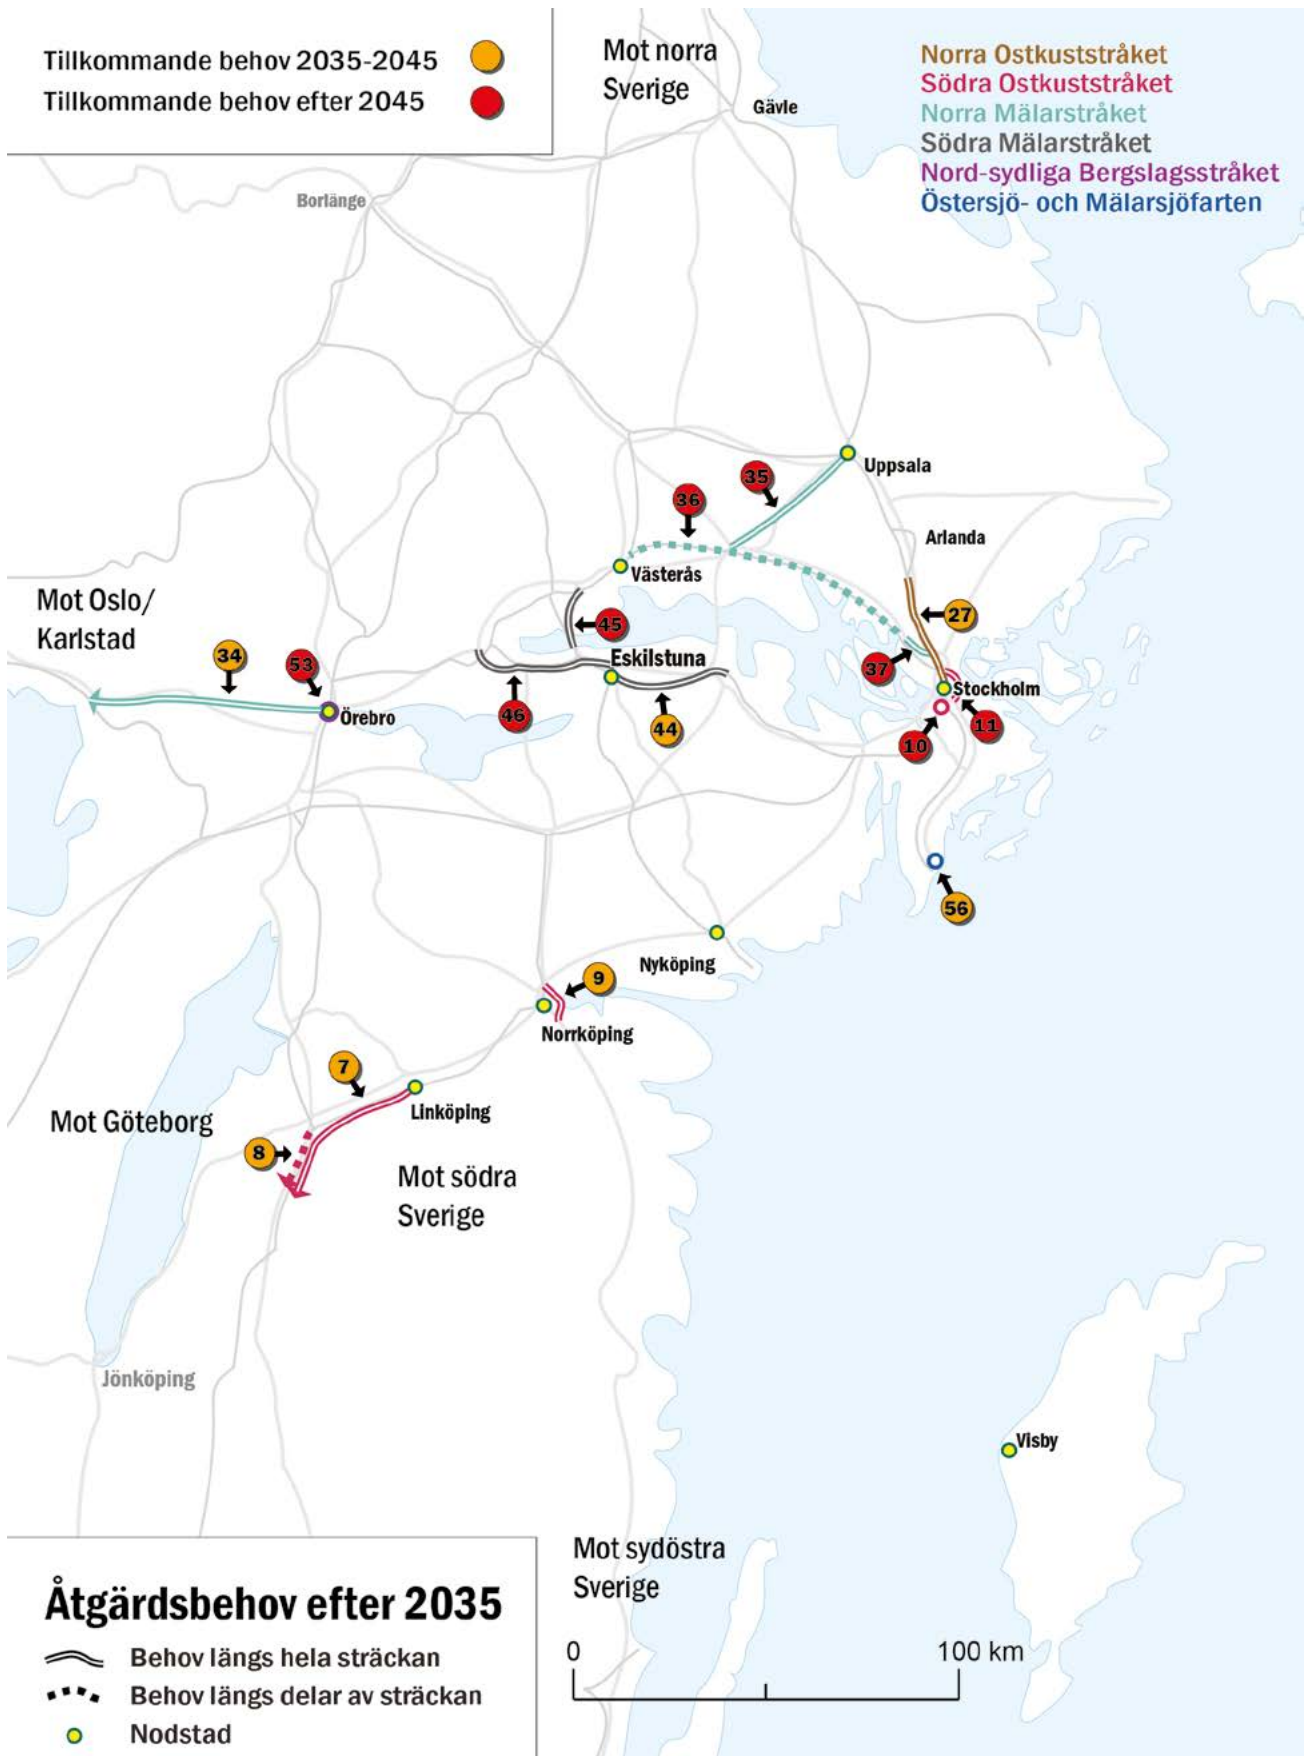 Tillkommande behov 2035-2045
Tillkommande behov efter 2045
Mot norra
Sverige
Gävle
Norra Ostkuststråket
Södra Ostkuststråket
Norra Mälarstråket
Södra Mälarstråket
Nord-sydliga Bergslagsstråket
Östersjö- och Mälarsjöfarten
Borlänge
Uppsala
35
36
Arlanda
Västerås
Mot Oslo/
Karlstad
27
45
34
53
Eskilstuna
37
Stockholm
Örebro
46
44
10
11
56
Nyköping
9
Norrköping
7
Linköping
Mot Göteborg
8
Mot södra
Sverige
Jönköping
Visby
Mot sydöstra
Sverige
0
100 km
Åtgärdsbehov efter 2035
Behov längs hela sträckan
Behov längs delar av sträckan
Nodstad